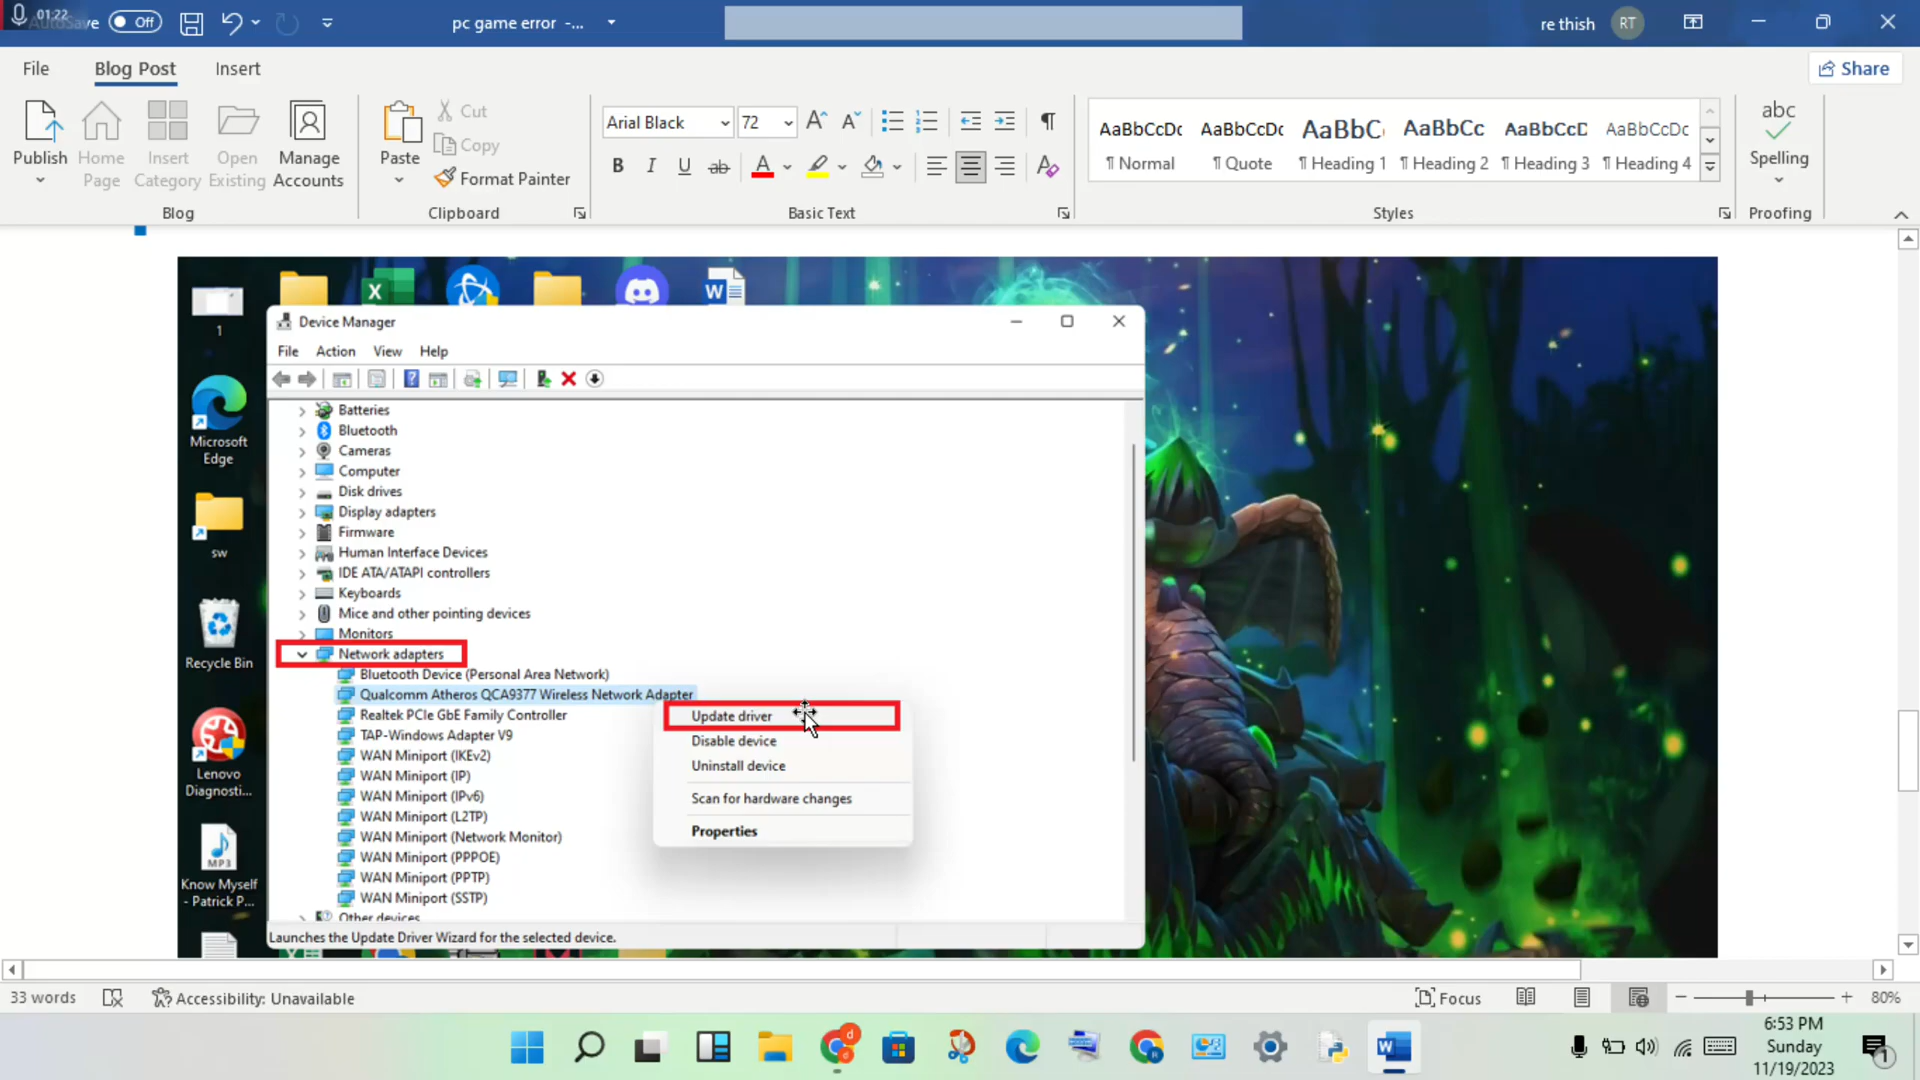 01:22
Off
pc game error -...
re thish
RT
File
Blog Post
Insert
Share
Publish
Home Page
Insert Category
Open Existing
Manage Accounts
Paste
Cut
Copy
Format Painter
Arial Black
72
AaBbCcDc
¶ Normal
AaBbCcDc
¶ Quote
AaBbC
¶ Heading 1
AaBbCc
¶ Heading 2
AaBbCcD
¶ Heading 3
AaBbCcDc
¶ Heading 4
abc
Spelling
Blog
Clipboard
Basic Text
Styles
Proofing
1
Microsoft Edge
sw
Recycle Bin
Lenovo Diagnosti...
MP3
Know Myself - Patrick P...
Device Manager
File
Action
View
Help
Batteries
Bluetooth
Cameras
Computer
Disk drives
Display adapters
Firmware
Human Interface Devices
IDE ATA/ATAPI controllers
Keyboards
Mice and other pointing devices
Monitors
Network adapters
Bluetooth Device (Personal Area Network)
Qualcomm Atheros QCA9377 Wireless Network Adapter
Realtek PCIe GbE Family Controller
TAP-Windows Adapter V9
WAN Miniport (IKEv2)
WAN Miniport (IP)
WAN Miniport (IPv6)
WAN Miniport (L2TP)
WAN Miniport (Network Monitor)
WAN Miniport (PPPOE)
WAN Miniport (PPTP)
WAN Miniport (SSTP)
Other devices
Update driver
Disable device
Uninstall device
Scan for hardware changes
Properties
Launches the Update Driver Wizard for the selected device.
33 words
Accessibility: Unavailable
Focus
80%
6:53 PM
Sunday
11/19/2023
1